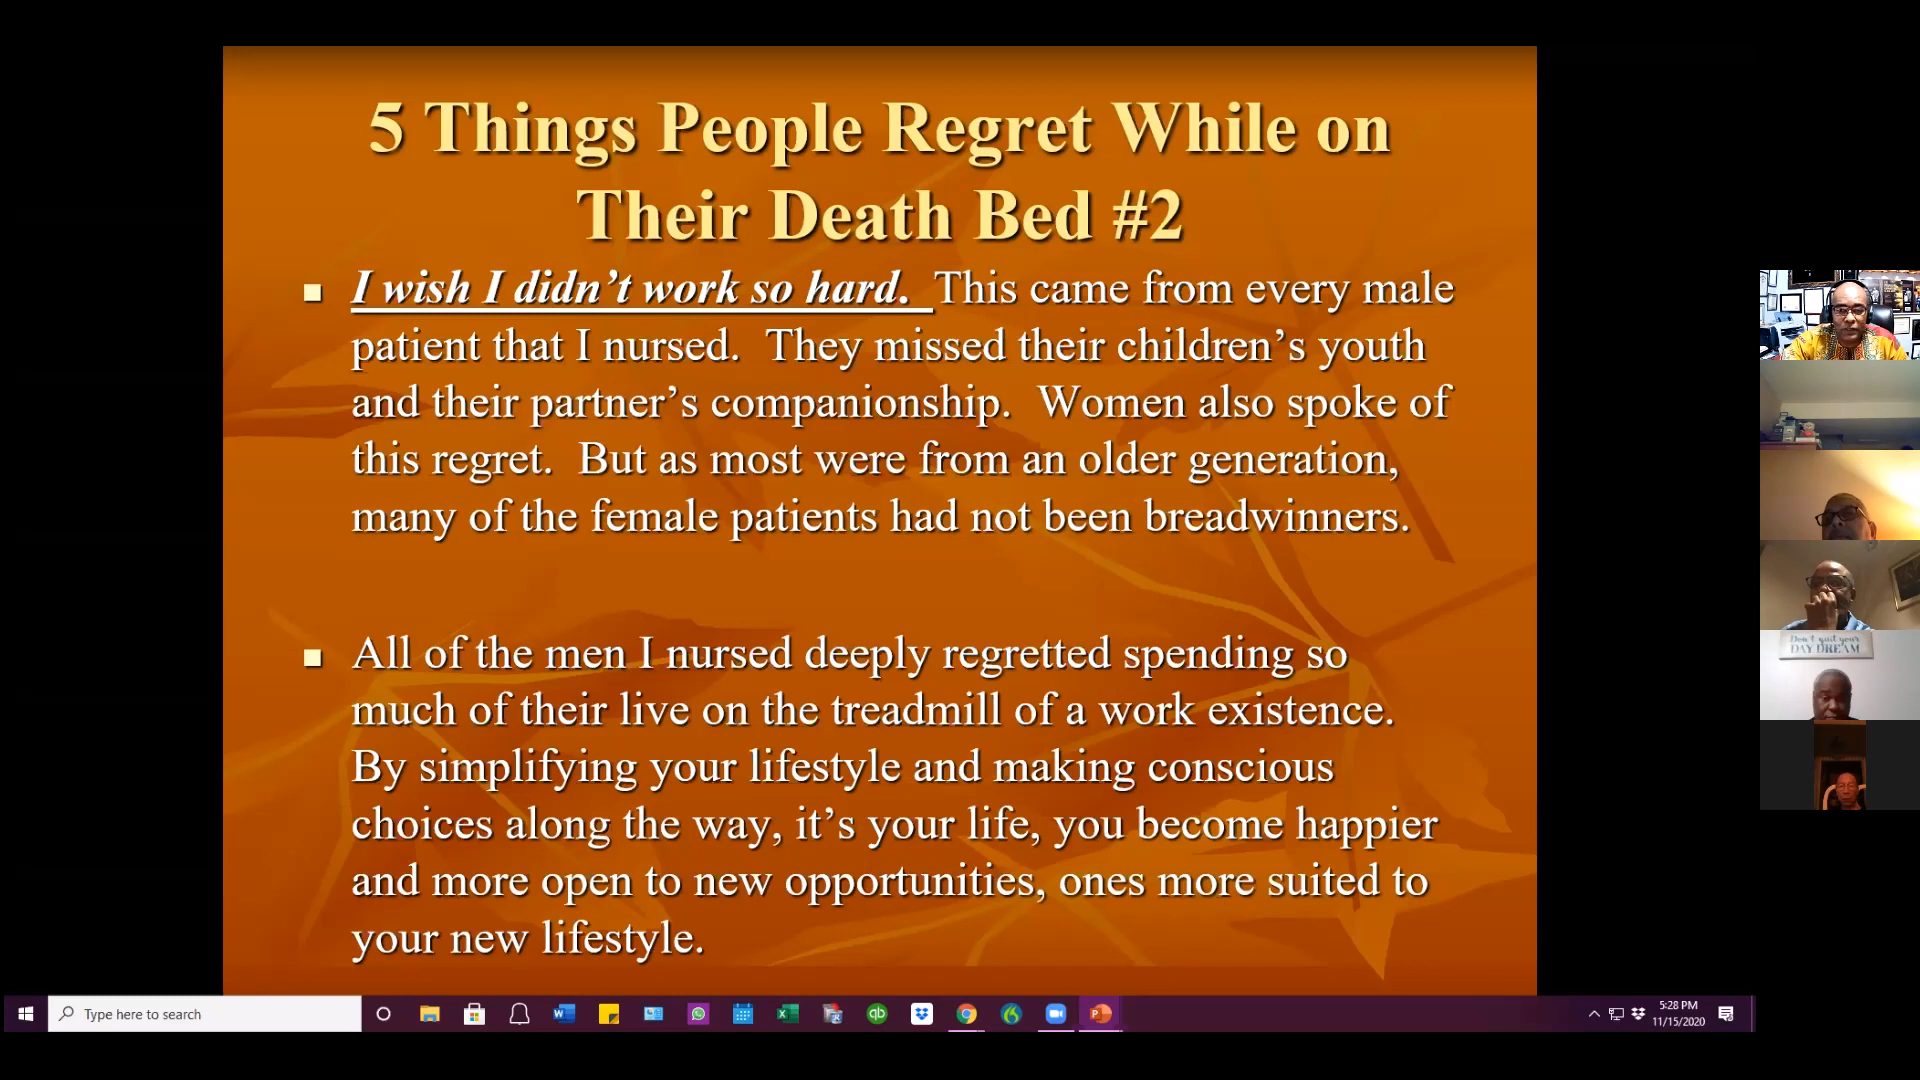 5 Things People Regret While on
Their Death Bed #2
I wish I didn't work so hard. This came from every male
patient that I nursed. They missed their children's youth
and their partner's companionship. Women also spoke of
this regret. But as most were from an older generation,
many of the female patients had not been breadwinners.
All of the men I nursed deeply regretted spending so
much of their live on the treadmill of a work existence.
By simplifying your lifestyle and making conscious
choices along the way, it's your life, you become happier
and more open to new opportunities, ones more suited to
your new lifestyle.
Don't quit your
DAY DREAM
Type here to search
5:28 PM
11/15/2020